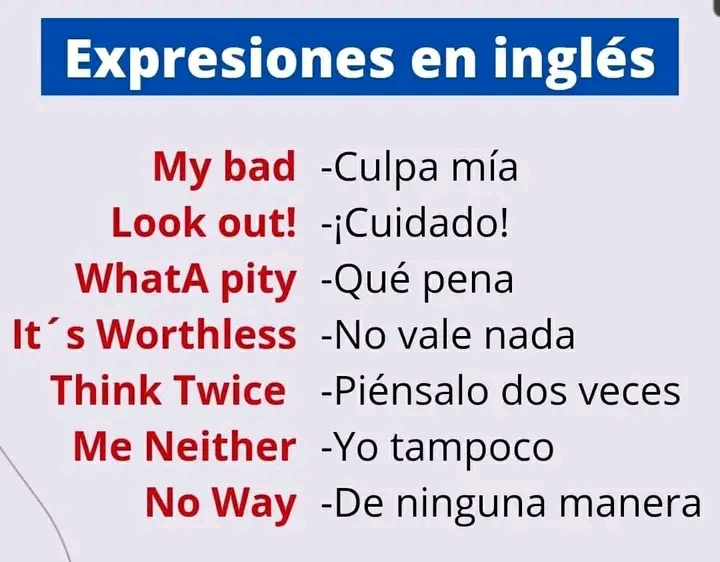 Expresiones en inglés
My bad -Culpa mía
Look out! -¡Cuidado!
WhatA pity -Qué pena
It´s Worthless -No vale nada
Think Twice -Piénsalo dos veces
Me Neither -Yo tampoco
No Way -De ninguna manera